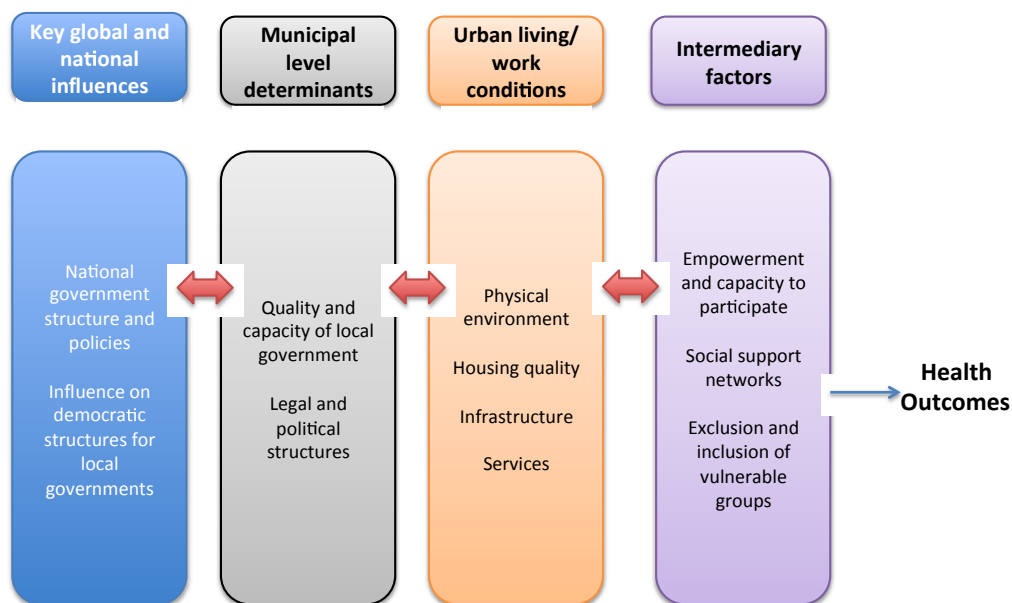 Key global and
national
influences
Municipal
level
determinants
Urban living/
work
conditions
Intermediary
factors
National
government
structure and
policies
Influence on
democratic
structures for
local
governments
Quality and
capacity of local
government
Legal and
political
structures
Physical
environment
Housing quality
Infrastructure
Services
Empowerment
and capacity to
participate
Social support
networks
Exclusion and
inclusion of
vulnerable
groups
Health
Outcomes